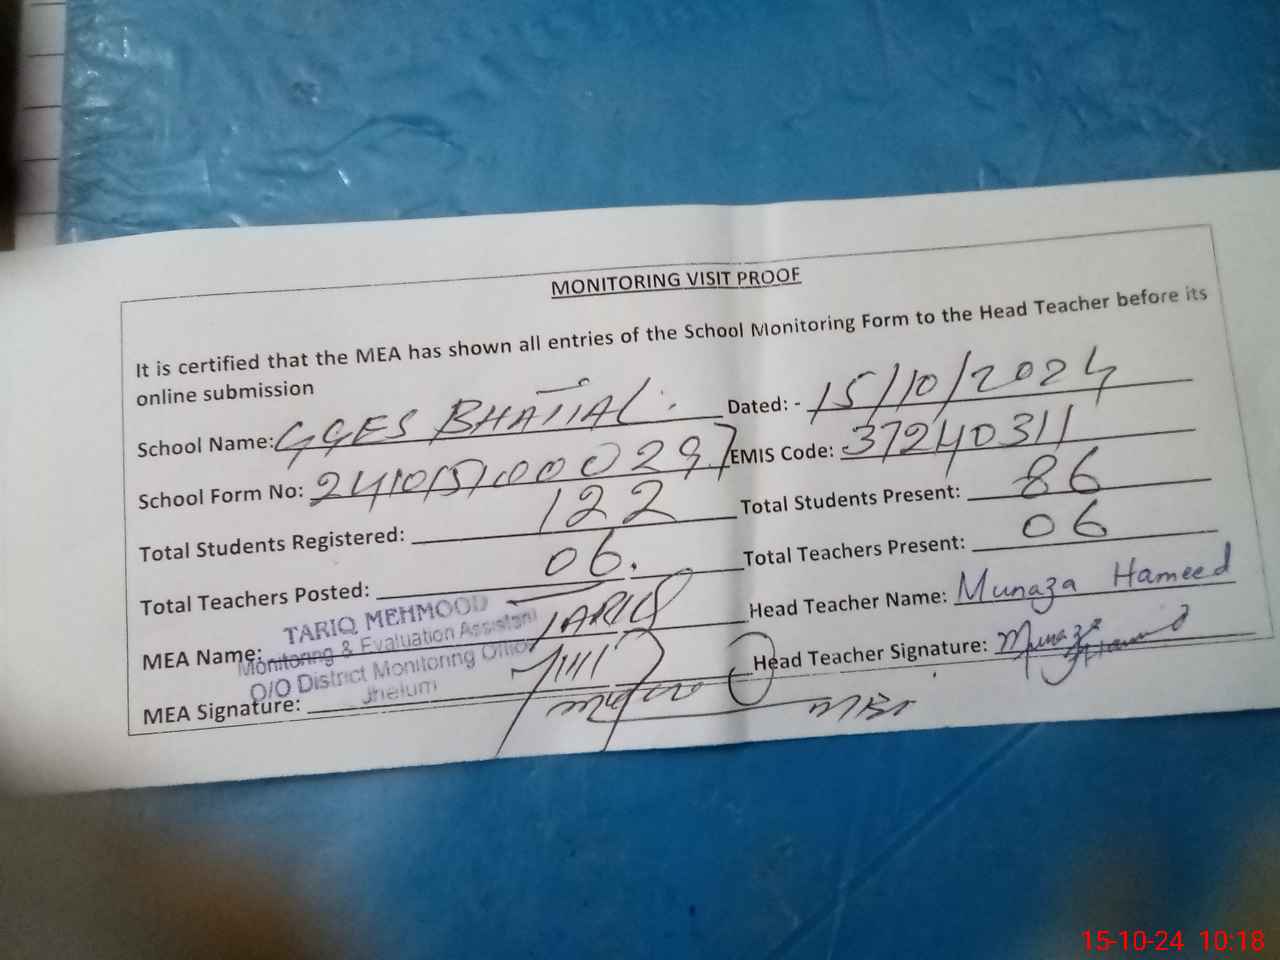 MONITORING VISIT PROOF
It is certified that the MEA has shown all entries of the School Monitoring Form to the Head Teacher before its
online submission
School Name: GGES BHATIAL. Dated: - 15/10/2024
School Form No: EMIS Code: 37240311
Total Students Registered: 122 Total Students Present: 86
Total Teachers Posted: 06. Total Teachers Present: 06
MEA Name: TARIQ Head Teacher Name: Munaza Hameed
TARIQ MEHMOOD
Monitoring & Evaluation Assistant
O/O District Monitoring Office
Jhelum
MEA Signature: Head Teacher Signature: Munaza
15-10-24 10:18